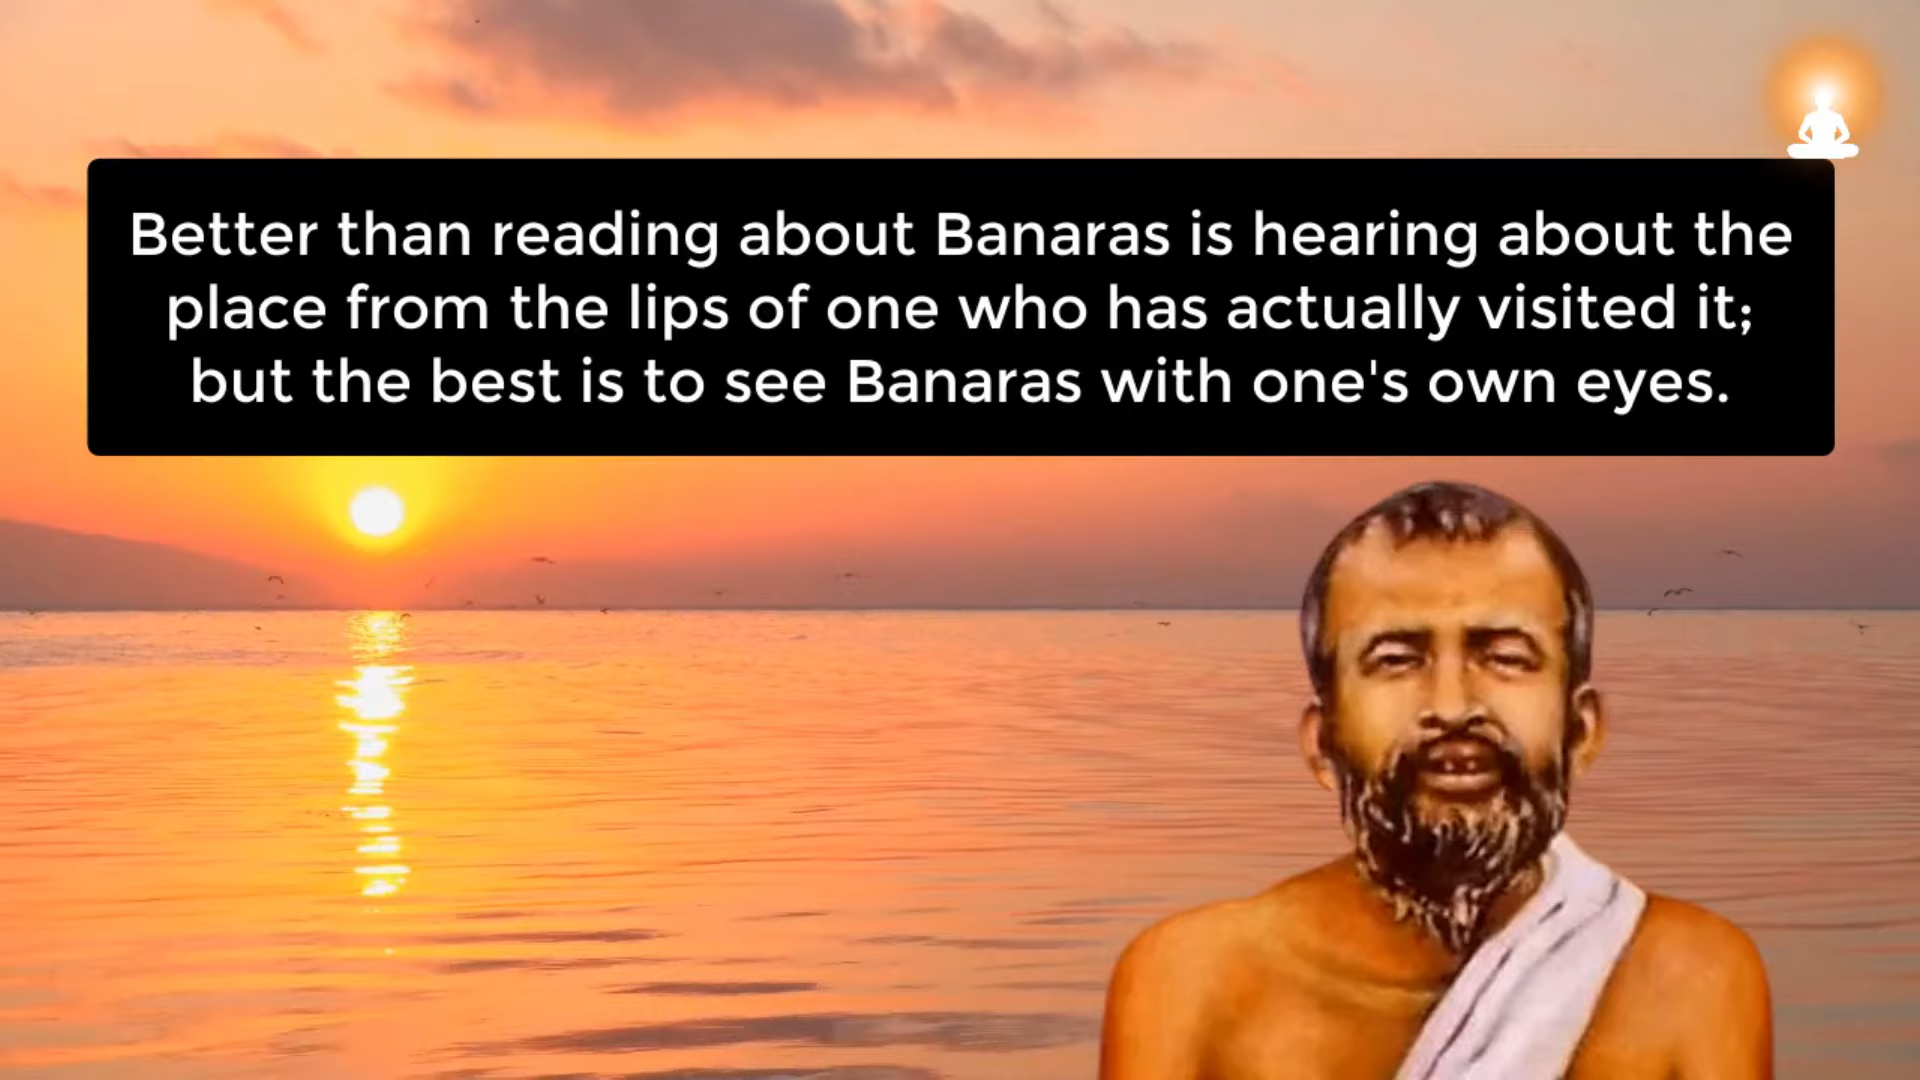 Better than reading about Banaras is hearing about the
place from the lips of one who has actually visited it;
but the best is to see Banaras with one's own eyes.